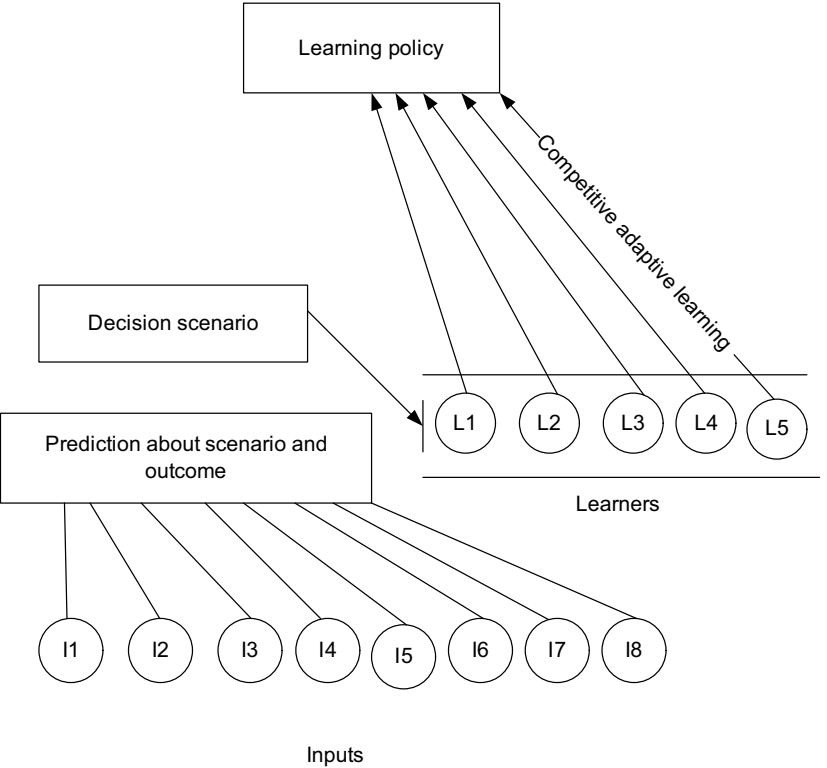 Learning policy
Competitive adaptive learning
Decision scenario
L1 L2 L3 L4 L5
Prediction about scenario and
outcome
Learners
I1 I2 I3 I4 I5 I6 I7 I8
Inputs